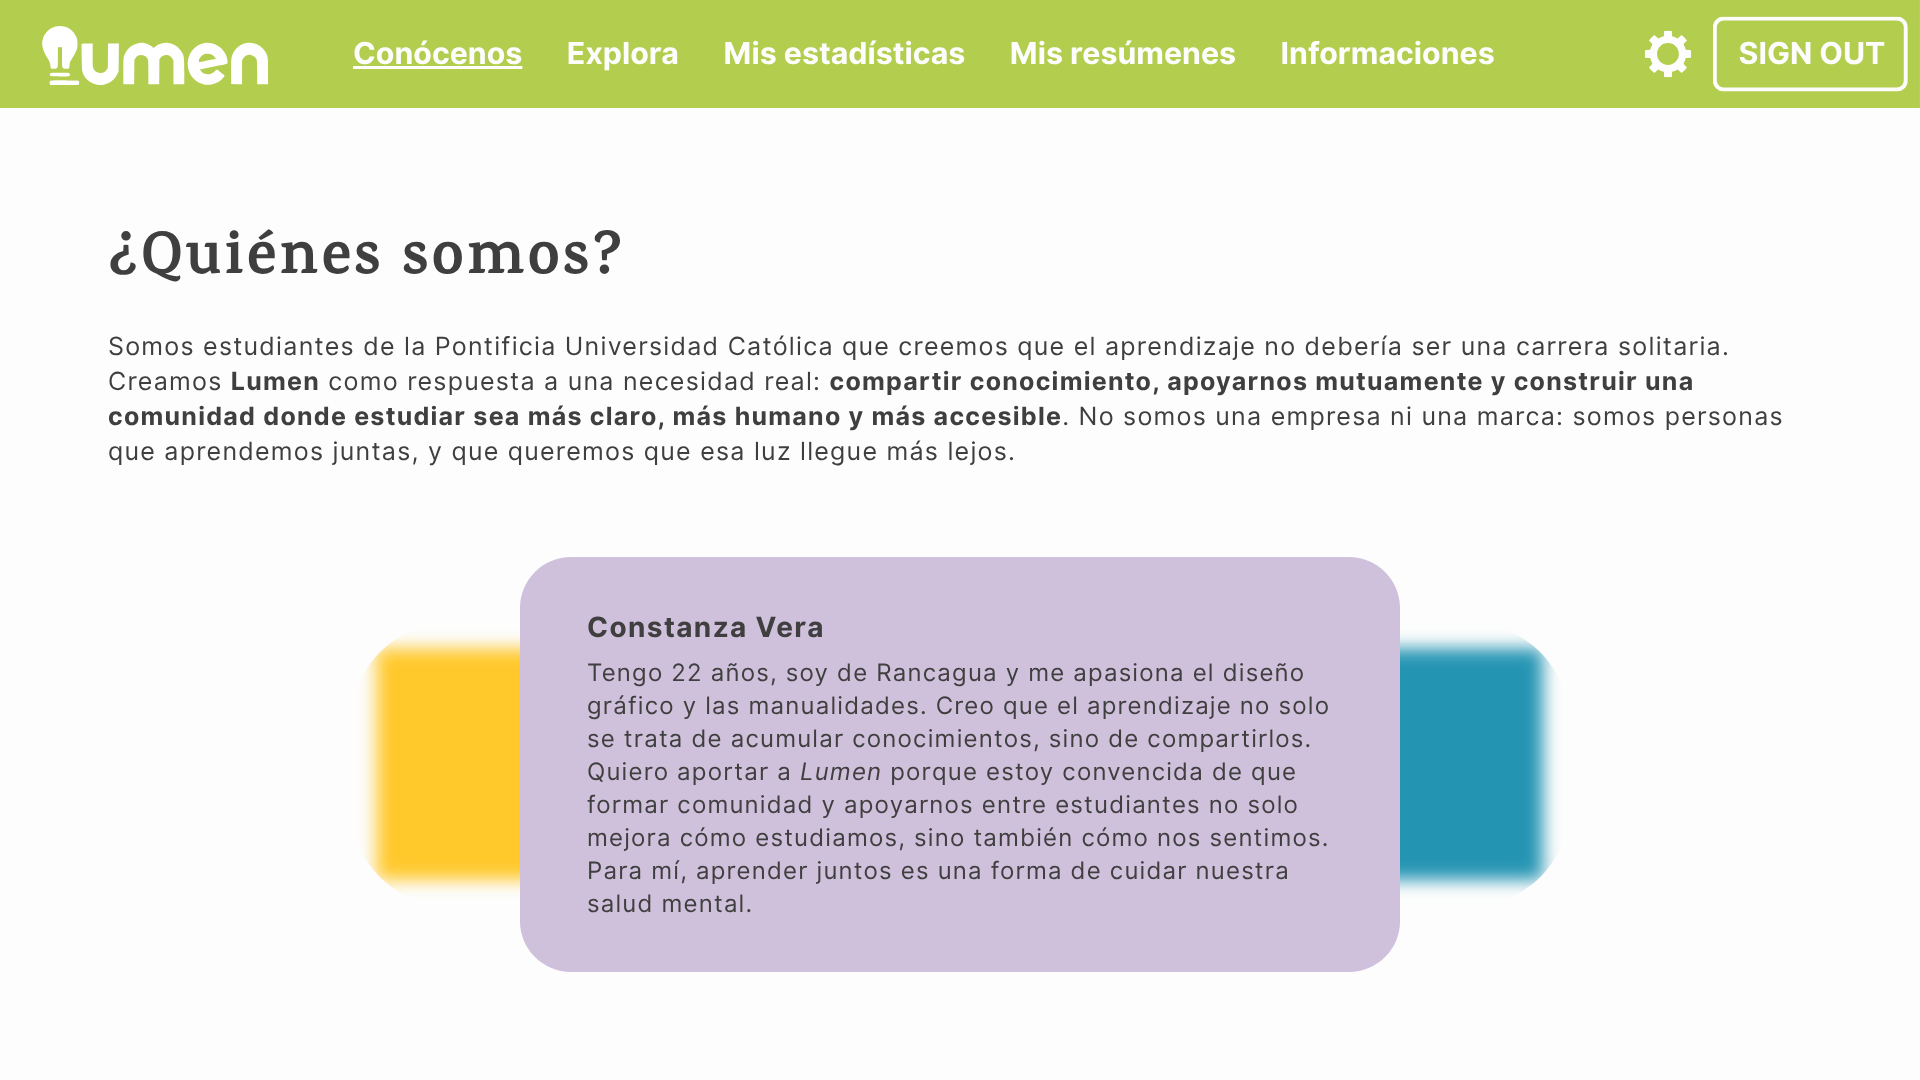 Lumen
Conócenos
Explora
Mis estadísticas
Mis resúmenes
Informaciones
SIGN OUT
¿Quiénes somos?
Somos estudiantes de la Pontificia Universidad Católica que creemos que el aprendizaje no debería ser una carrera solitaria.
Creamos Lumen como respuesta a una necesidad real: compartir conocimiento, apoyarnos mutuamente y construir una
comunidad donde estudiar sea más claro, más humano y más accesible. No somos una empresa ni una marca: somos personas
que aprendemos juntas, y que queremos que esa luz llegue más lejos.
Constanza Vera
Tengo 22 años, soy de Rancagua y me apasiona el diseño
gráfico y las manualidades. Creo que el aprendizaje no solo
se trata de acumular conocimientos, sino de compartirlos.
Quiero aportar a Lumen porque estoy convencida de que
formar comunidad y apoyarnos entre estudiantes no solo
mejora cómo estudiamos, sino también cómo nos sentimos.
Para mí, aprender juntos es una forma de cuidar nuestra
salud mental.